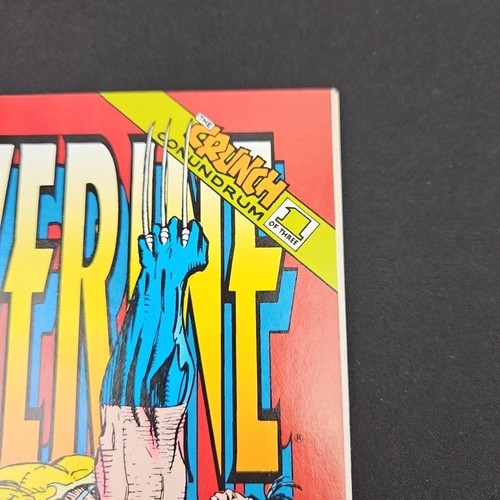 THE
CRUNCH
CONUNDRUM
1
OF THREE
VERINE
®